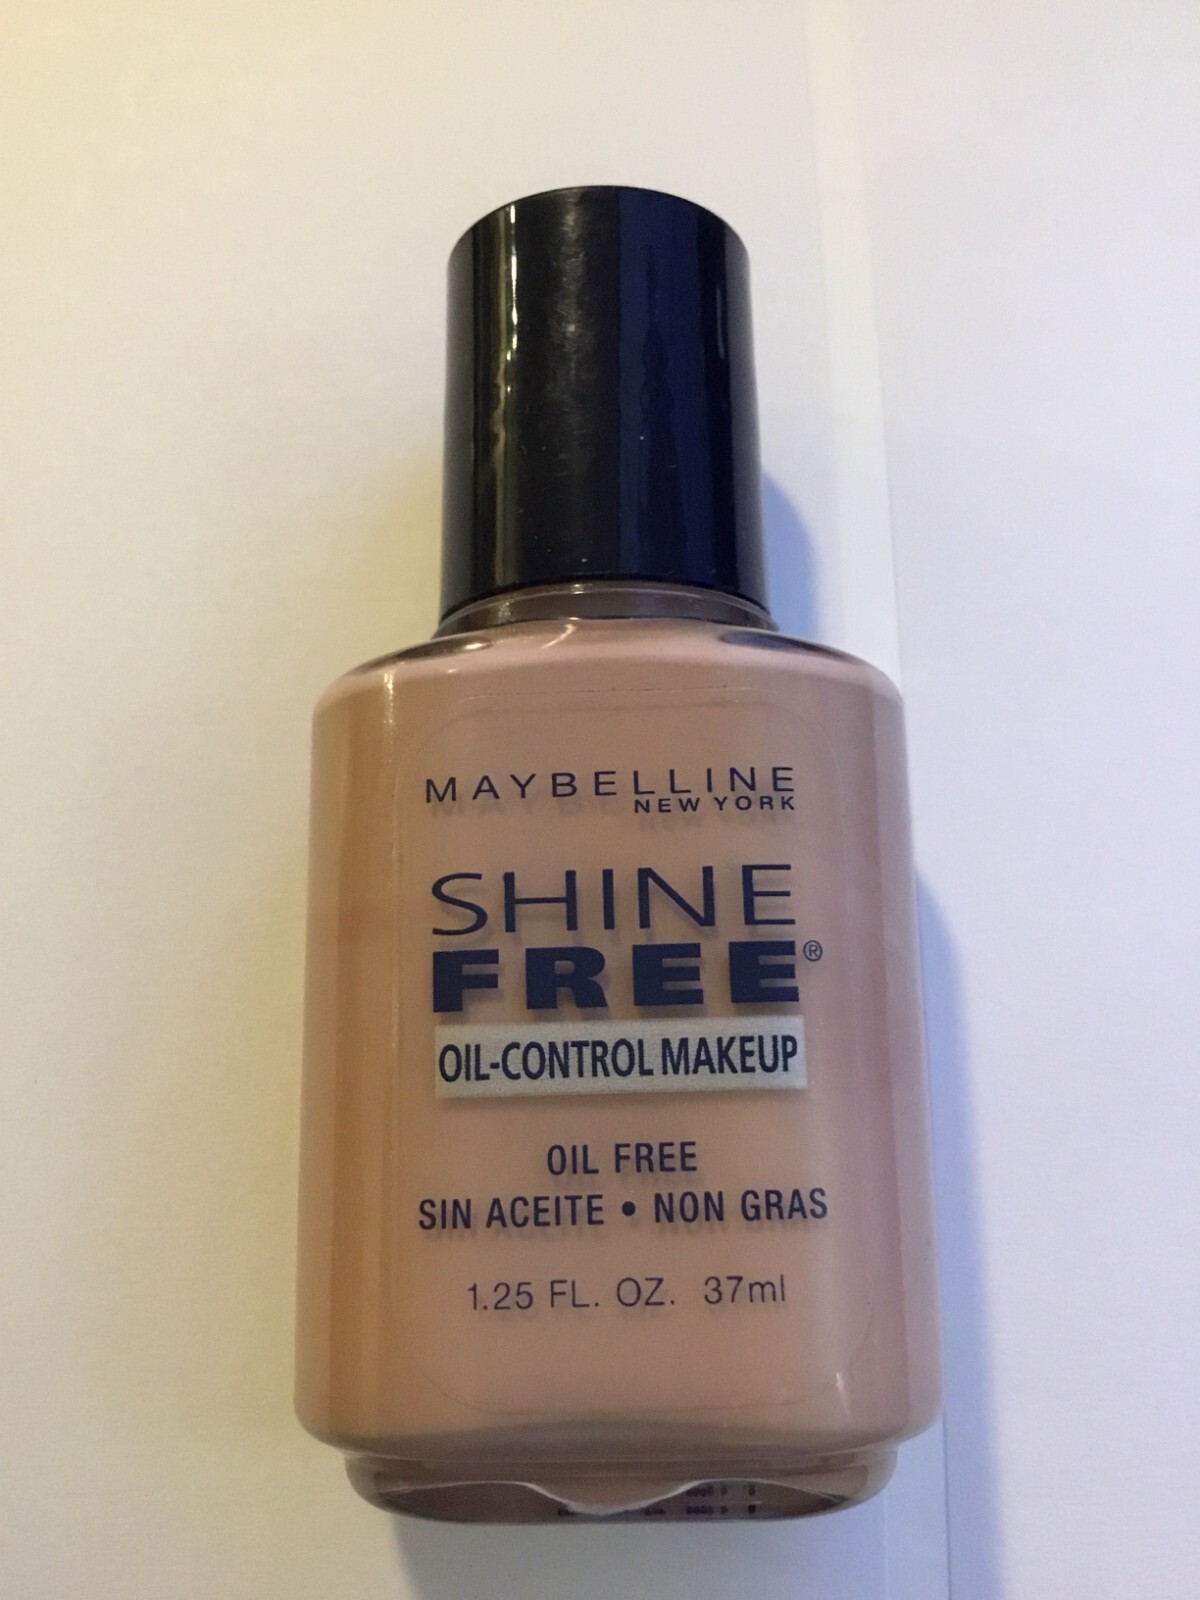 MAYBELLINE
NEW YORK
SHINE
FREE®
OIL-CONTROL MAKEUP
OIL FREE
SIN ACEITE • NON GRAS
1.25 FL. OZ. 37ml